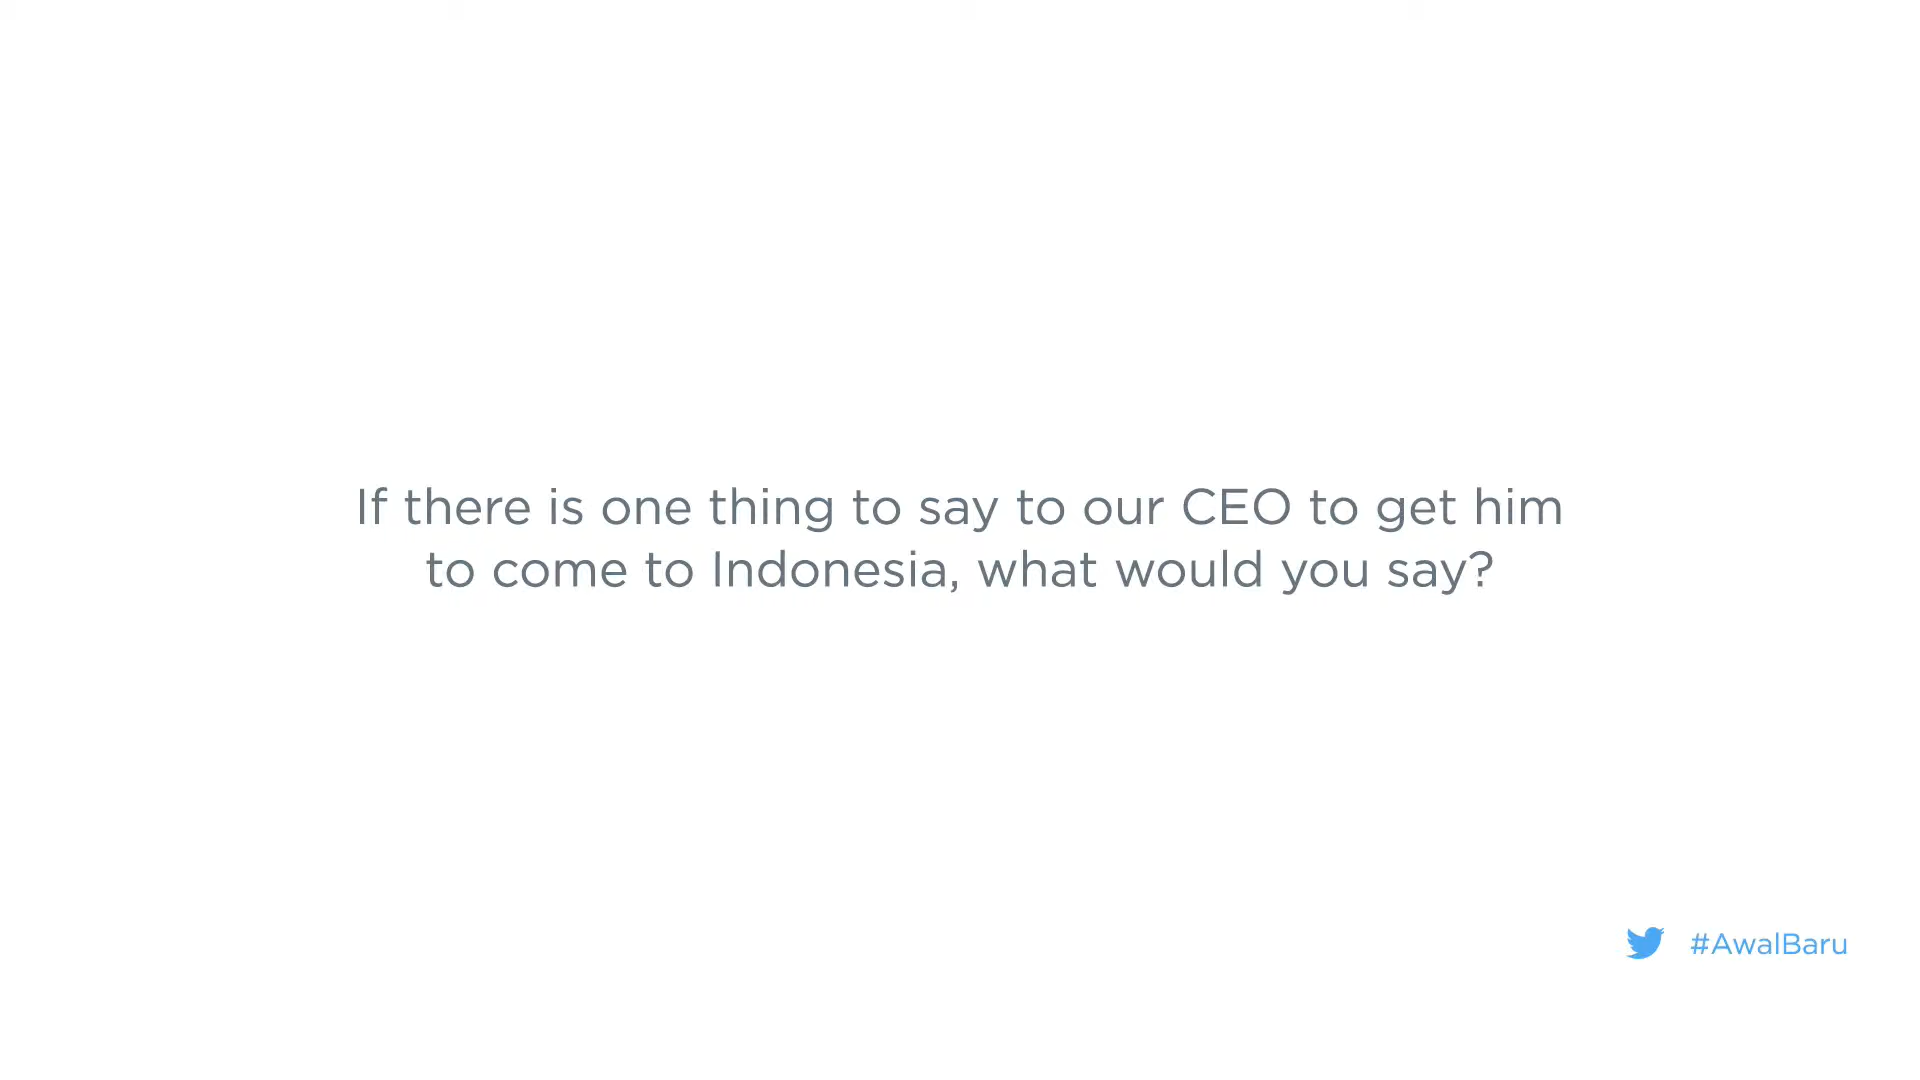 If there is one thing to say to our CEO to get him
to come to Indonesia, what would you say?
#AwalBaru